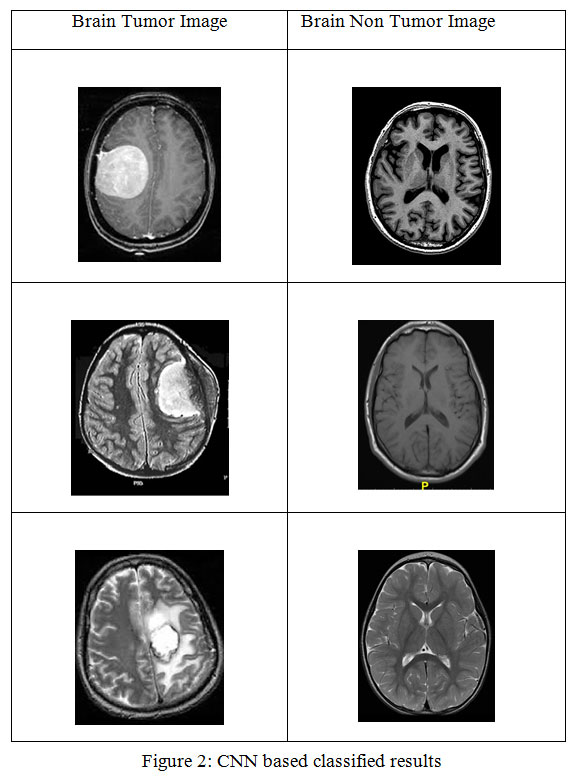 Brain Tumor Image
Brain Non Tumor Image
P
Figure 2: CNN based classified results